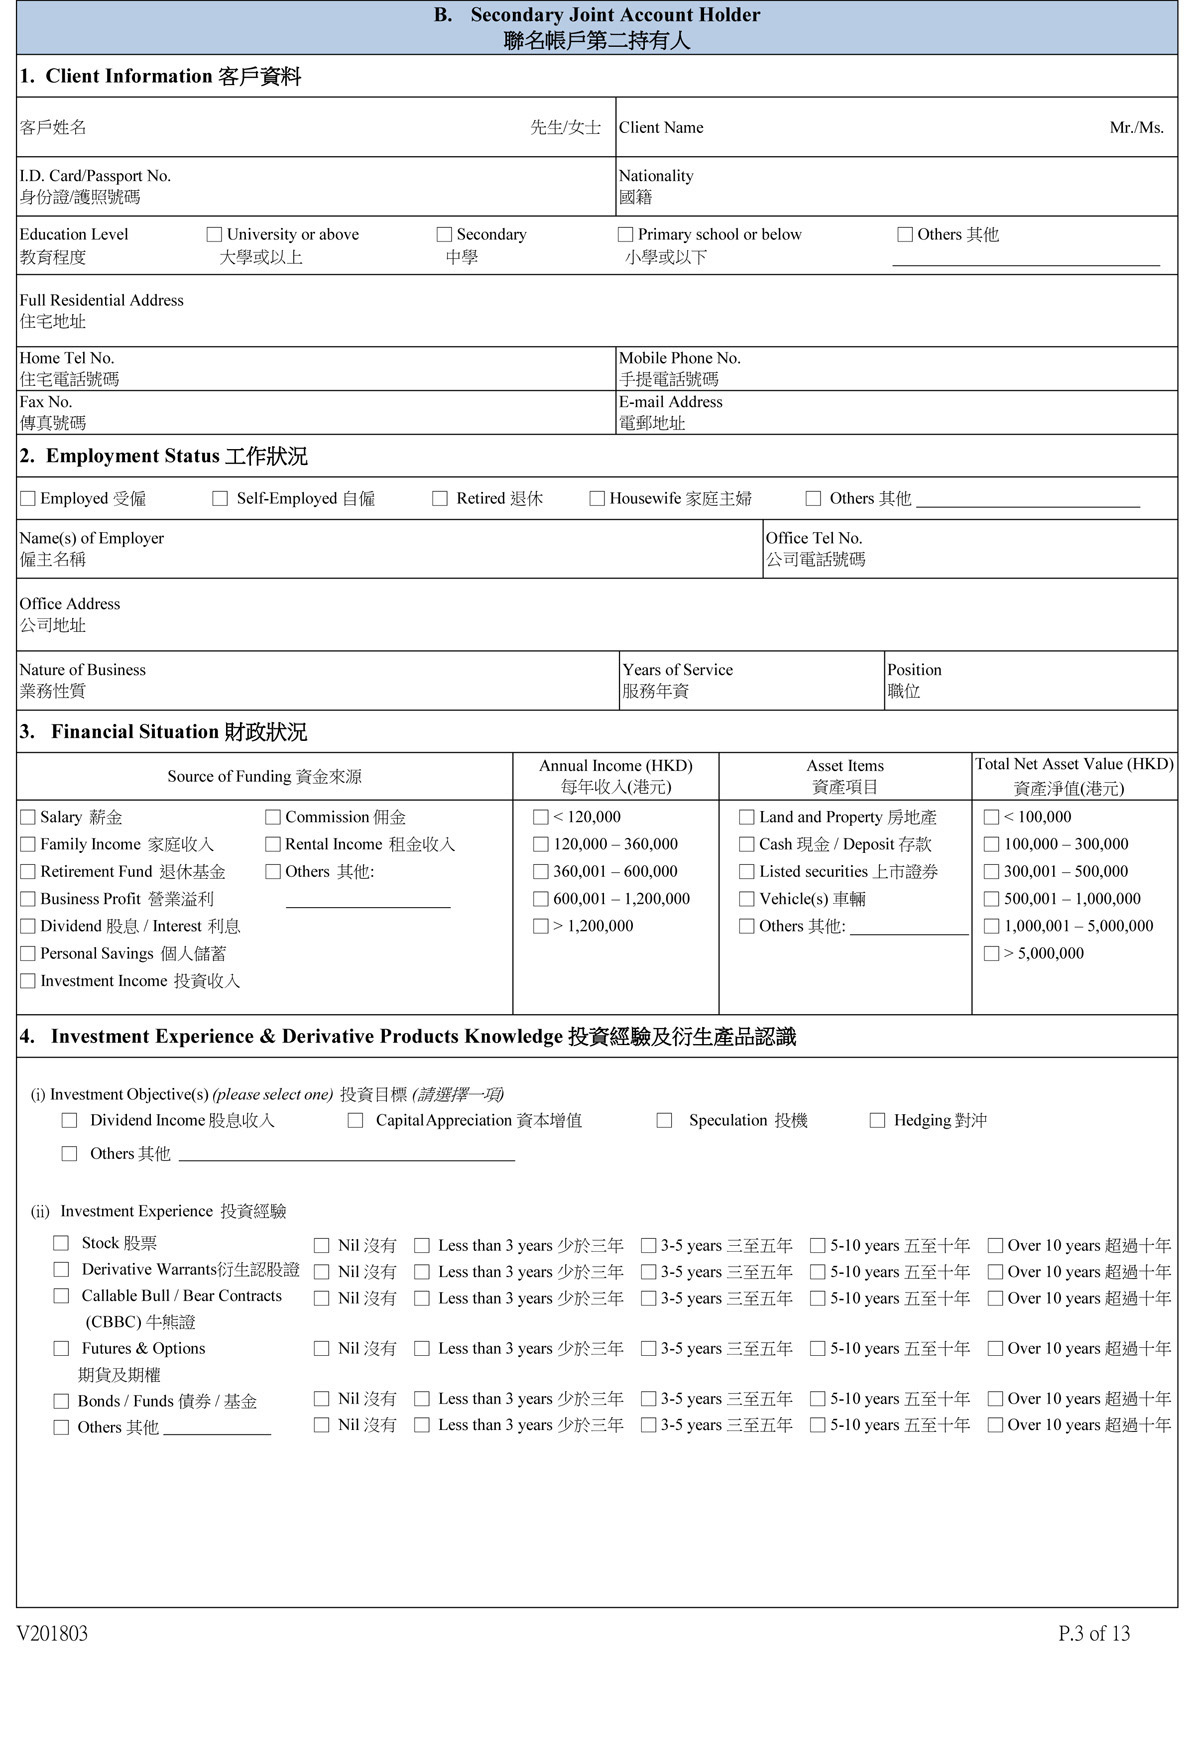 B. Secondary Joint Account Holder
聯名帳戶第二持有人
1. Client Information 客戶資料
客戶姓名 先生/女士 Client Name Mr./Ms.
I.D. Card/Passport No. Nationality
身份證/護照號碼 國籍
Education Level □ University or above □ Secondary □ Primary school or below □ Others 其他
教育程度 大學或以上 中學 小學或以下 ____________________
Full Residential Address
住宅地址
Home Tel No. Mobile Phone No.
住宅電話號碼 手提電話號碼
Fax No. E-mail Address
傳真號碼 電郵地址
2. Employment Status 工作狀況
□ Employed 受僱 □ Self-Employed 自僱 □ Retired 退休 □ Housewife 家庭主婦 □ Others 其他 ____________________
Name(s) of Employer Office Tel No.
僱主名稱 公司電話號碼
Office Address
公司地址
Nature of Business Years of Service Position
業務性質 服務年資 職位
3. Financial Situation 財政狀況
Source of Funding 資金來源 Annual Income (HKD) Asset Items Total Net Asset Value (HKD)
每年收入(港元) 資產項目 資產淨值(港元)
□ Salary 薪金 □ Commission 佣金 □ < 120,000 □ Land and Property 房地產 □ < 100,000
□ Family Income 家庭收入 □ Rental Income 租金收入 □ 120,000 – 360,000 □ Cash 現金 / Deposit 存款 □ 100,000 – 300,000
□ Retirement Fund 退休基金 □ Others 其他: □ 360,001 – 600,000 □ Listed securities 上市證券 □ 300,001 – 500,000
□ Business Profit 營業溢利 ____________________ □ 600,001 – 1,200,000 □ Vehicle(s) 車輛 □ 500,001 – 1,000,000
□ Dividend 股息 / Interest 利息 □ > 1,200,000 □ Others 其他: ______________ □ 1,000,001 – 5,000,000
□ Personal Savings 個人儲蓄 □ > 5,000,000
□ Investment Income 投資收入
4. Investment Experience & Derivative Products Knowledge 投資經驗及衍生產品認識
(i) Investment Objective(s) (please select one) 投資目標 (請選擇一項)
□ Dividend Income 股息收入 □ Capital Appreciation 資本增值 □ Speculation 投機 □ Hedging 對沖
□ Others 其他 ____________________
(ii) Investment Experience 投資經驗
□ Stock 股票 □ Nil 沒有 □ Less than 3 years 少於三年 □ 3-5 years 三至五年 □ 5-10 years 五至十年 □ Over 10 years 超過十年
□ Derivative Warrants衍生認股證 □ Nil 沒有 □ Less than 3 years 少於三年 □ 3-5 years 三至五年 □ 5-10 years 五至十年 □ Over 10 years 超過十年
□ Callable Bull / Bear Contracts □ Nil 沒有 □ Less than 3 years 少於三年 □ 3-5 years 三至五年 □ 5-10 years 五至十年 □ Over 10 years 超過十年
(CBBC) 牛熊證
□ Futures & Options □ Nil 沒有 □ Less than 3 years 少於三年 □ 3-5 years 三至五年 □ 5-10 years 五至十年 □ Over 10 years 超過十年
期貨及期權
□ Bonds / Funds 債券 / 基金 □ Nil 沒有 □ Less than 3 years 少於三年 □ 3-5 years 三至五年 □ 5-10 years 五至十年 □ Over 10 years 超過十年
□ Others 其他 _____________ □ Nil 沒有 □ Less than 3 years 少於三年 □ 3-5 years 三至五年 □ 5-10 years 五至十年 □ Over 10 years 超過十年
V201803 P.3 of 13